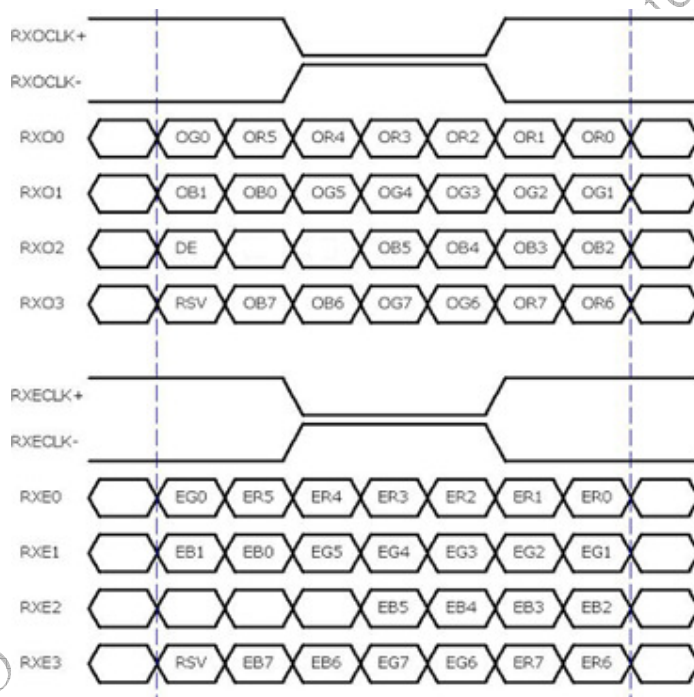 RXOCLK+
RXOCLK-
RXO0 OG0 OR5 OR4 OR3 OR2 OR1 OR0
RXO1 OB1 OB0 OG5 OG4 OG3 OG2 OG1
RXO2 DE OB5 OB4 OB3 OB2
RXO3 RSV OB7 OB6 OG7 OG6 OR7 OR6
RXECLK+
RXECLK-
RXE0 EG0 ER5 ER4 ER3 ER2 ER1 ER0
RXE1 EB1 EB0 EG5 EG4 EG3 EG2 EG1
RXE2 EB5 EB4 EB3 EB2
RXE3 RSV EB7 EB6 EG7 EG6 ER7 ER6